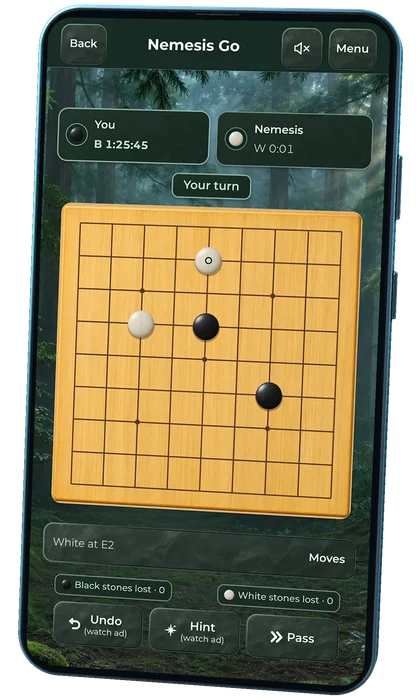 Back
Nemesis Go
Menu
You
B 1:25:45
Nemesis
W 0:01
Your turn
White at E2
Moves
Black stones lost · 0
White stones lost · 0
Undo
(watch ad)
Hint
(watch ad)
Pass